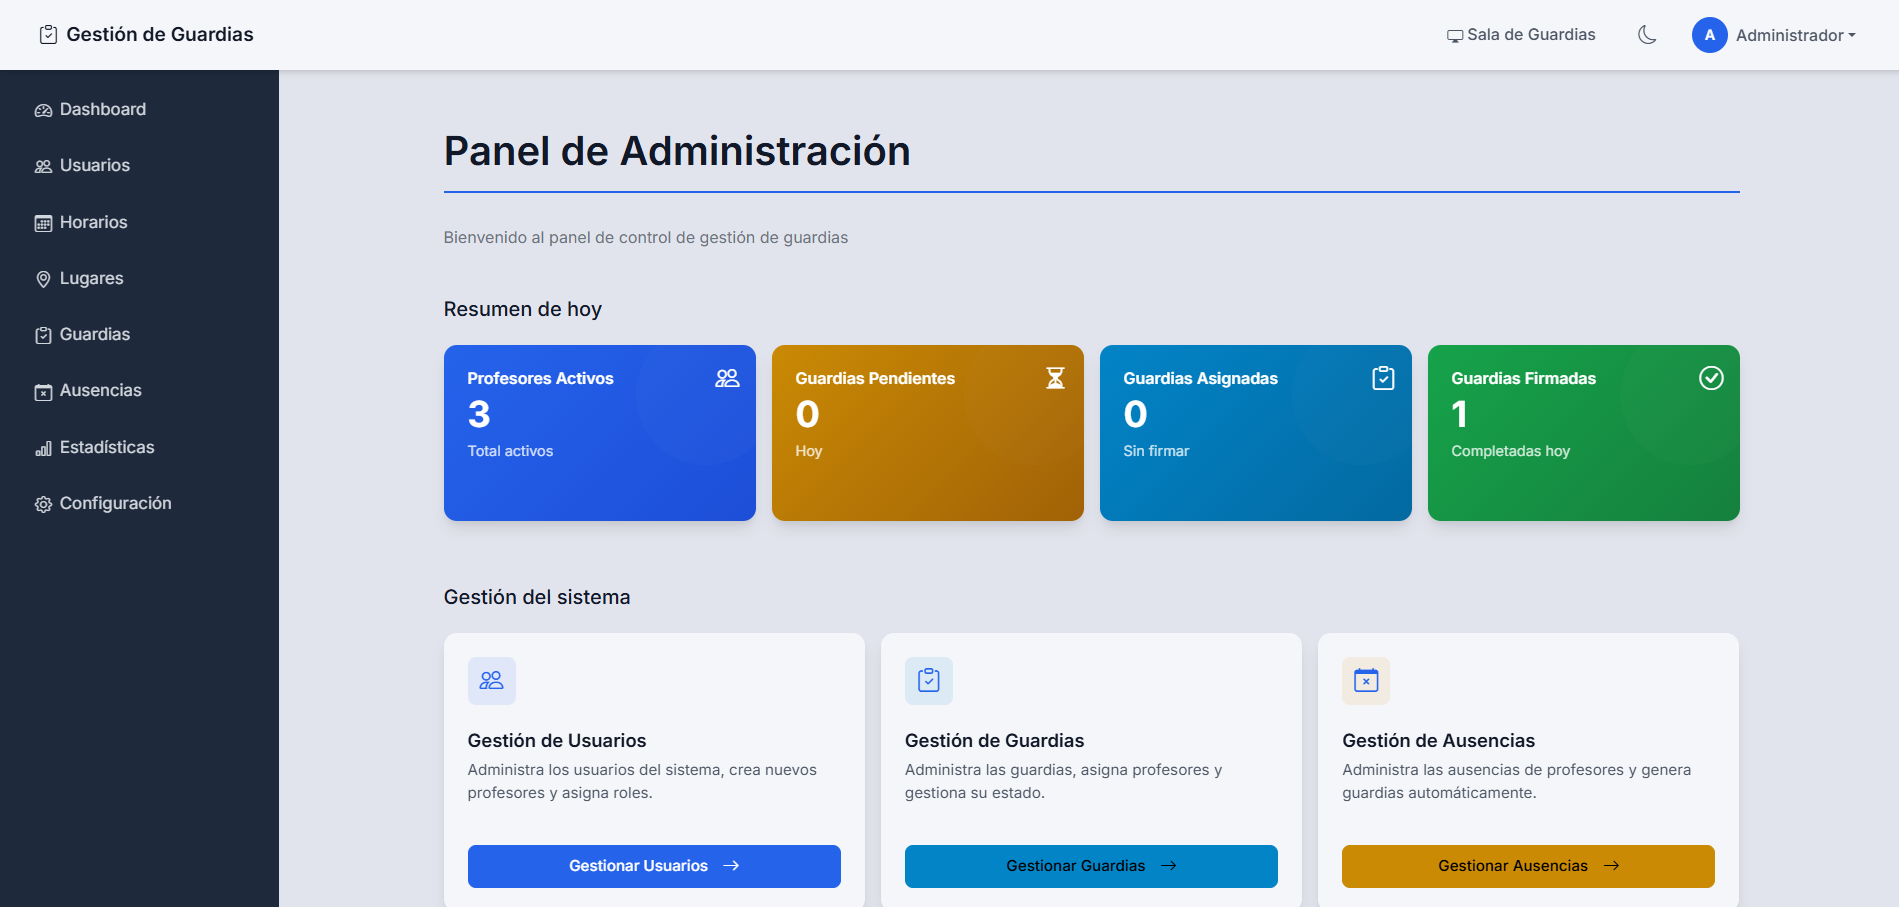 Gestión de Guardias
Sala de Guardias
A
Administrador
Dashboard
Usuarios
Horarios
Lugares
Guardias
Ausencias
Estadísticas
Configuración
Panel de Administración
Bienvenido al panel de control de gestión de guardias
Resumen de hoy
Profesores Activos
3
Total activos
Guardias Pendientes
0
Hoy
Guardias Asignadas
0
Sin firmar
Guardias Firmadas
1
Completadas hoy
Gestión del sistema
Gestión de Usuarios
Administra los usuarios del sistema, crea nuevos
profesores y asigna roles.
Gestionar Usuarios
Gestión de Guardias
Administra las guardias, asigna profesores y
gestiona su estado.
Gestionar Guardias
Gestión de Ausencias
Administra las ausencias de profesores y genera
guardias automáticamente.
Gestionar Ausencias